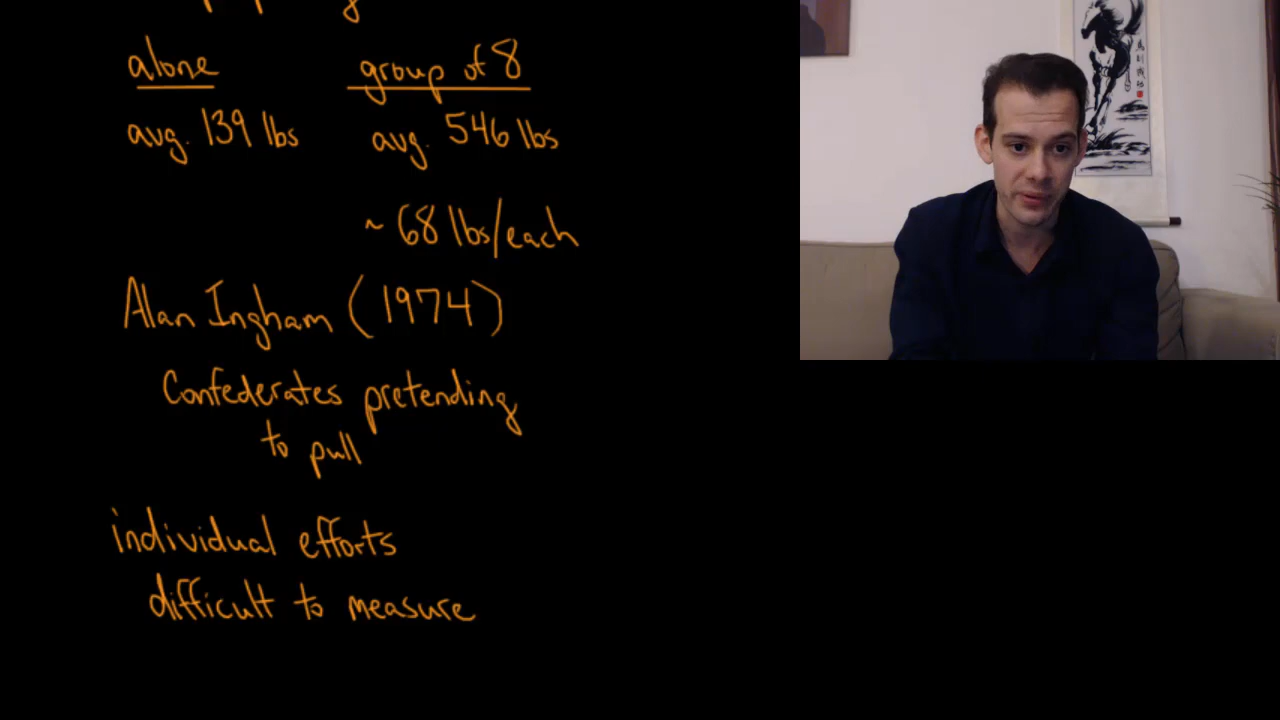 alone
group of 8
avg. 139 lbs
avg. 546 lbs
~ 68 lbs/each
Alan Ingham (1974)
Confederates pretending
to pull
individual efforts
difficult to measure